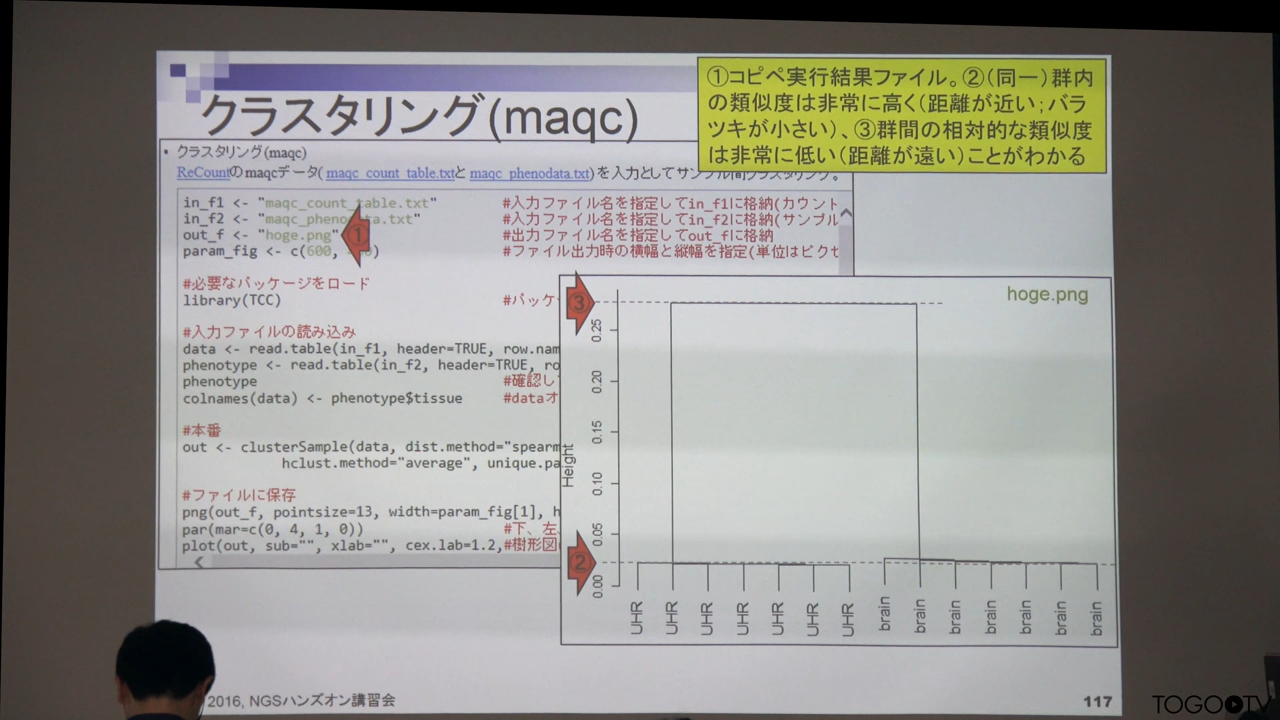 クラスタリング(maqc)
①コピペ実行結果ファイル。②(同一)群内
の類似度は非常に高く(距離が近い;バラ
ツキが小さい)、③群間の相対的な類似度
は非常に低い(距離が遠い)ことがわかる
・クラスタリング(maqc)
ReCountのmaqcデータ(maqc_count_table.txtとmaqc_phenodata.txt)を入力としてサンプル間クラスタリング。
in_f1 <- "maqc_count_table.txt" #入力ファイル名を指定してin_f1に格納(カウント
in_f2 <- "maqc_phenodata.txt" #入力ファイル名を指定してin_f2に格納(サンプル
out_f <- "hoge.png" #出力ファイル名を指定してout_fに格納
①
param_fig <- c(600, #ファイル出力時の横幅と縦幅を指定(単位はピクセ
#必要なパッケージをロード
library(TCC) #パッケ
#入力ファイルの読み込み
data <- read.table(in_f1, header=TRUE, row.nam
phenotype <- read.table(in_f2, header=TRUE, ro
phenotype #確認し
colnames(data) <- phenotype$tissue #dataオ
#本番
out <- clusterSample(data, dist.method="spearm
hclust.method="average", unique.pa
#ファイルに保存
png(out_f, pointsize=13, width=param_fig[1], h
par(mar=c(0, 4, 1, 0)) #下、左
plot(out, sub="", xlab="", cex.lab=1.2,#樹形図
hoge.png
③
②
Height
0.25
0.20
0.15
0.10
0.05
0.00
UHR UHR UHR UHR UHR UHR UHR brain brain brain brain brain brain brain
2016, NGSハンズオン講習会
117
TOGOTV